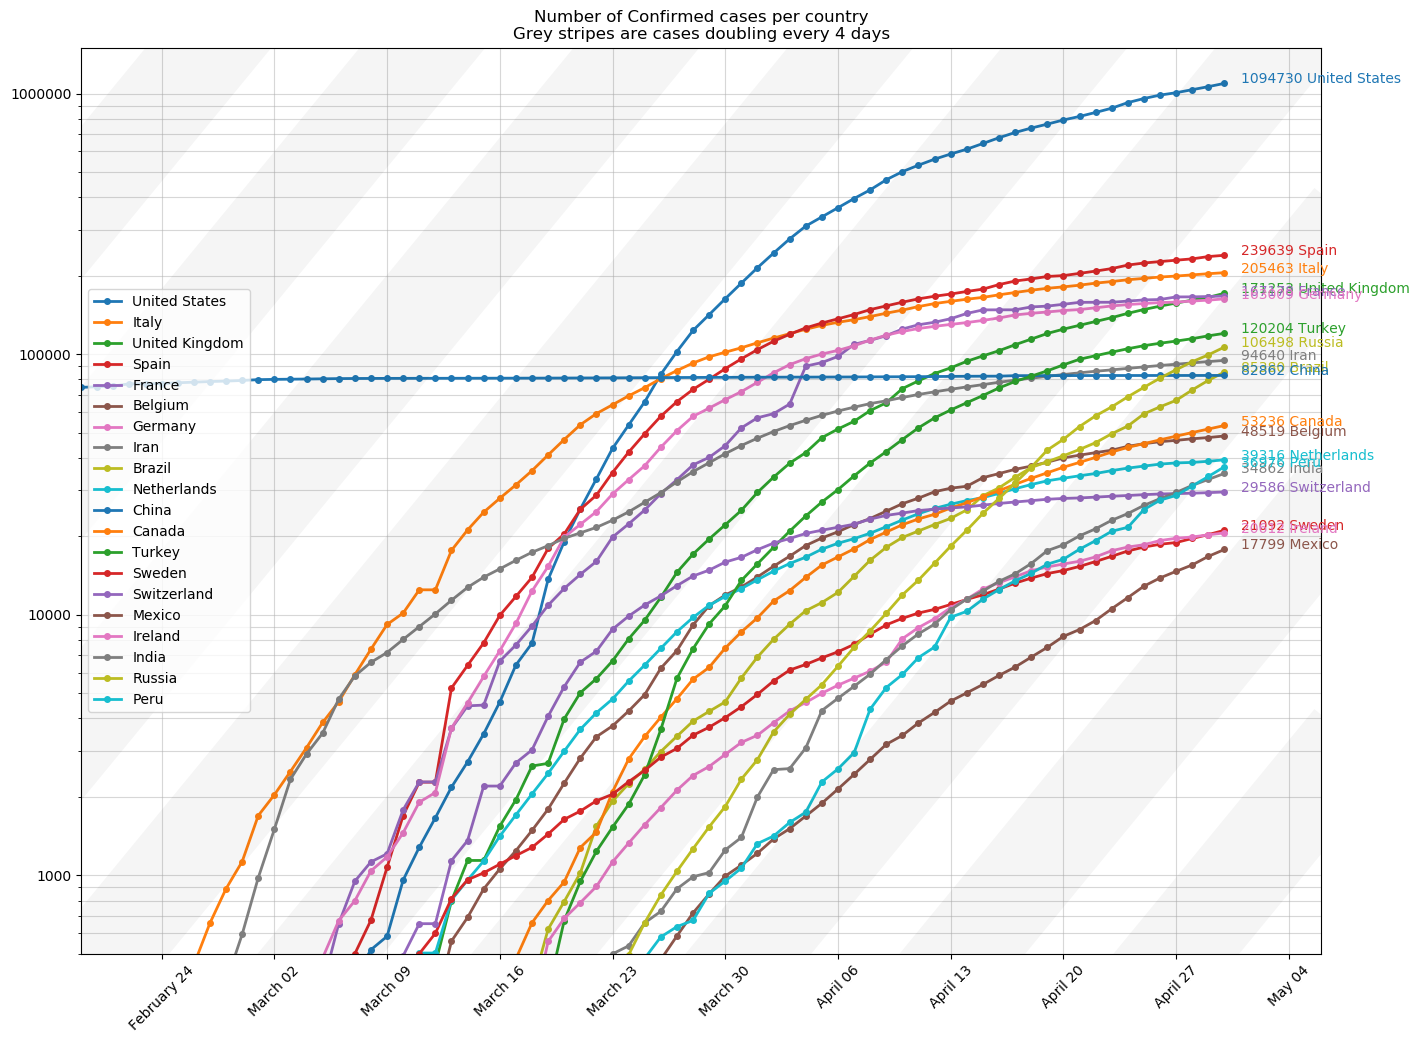 Number of Confirmed cases per country
Grey stripes are cases doubling every 4 days
1000000
100000
10000
1000
1094730 United States
239639 Spain
205463 Italy
171253 United Kingdom
Germany
120204 Turkey
106498 Russia
94640 Iran
Brazil
82862 China
53236 Canada
48519 Belgium
39316 Netherlands
Peru
India
29586 Switzerland
21092 Sweden
Ireland
17799 Mexico
United States
Italy
United Kingdom
Spain
France
Belgium
Germany
Iran
Brazil
Netherlands
China
Canada
Turkey
Sweden
Switzerland
Mexico
Ireland
India
Russia
Peru
February 24
March 02
March 09
March 16
March 23
March 30
April 06
April 13
April 20
April 27
May 04